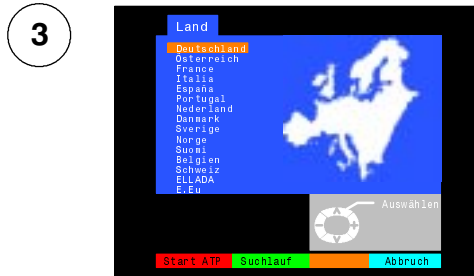 3
Land
Deutschland
Österreich
France
Italia
España
Portugal
Nederland
Danmark
Sverige
Norge
Suomi
Belgien
Schweiz
ELLADA
E.Eu
Auswählen
Start ATP Suchlauf Abbruch